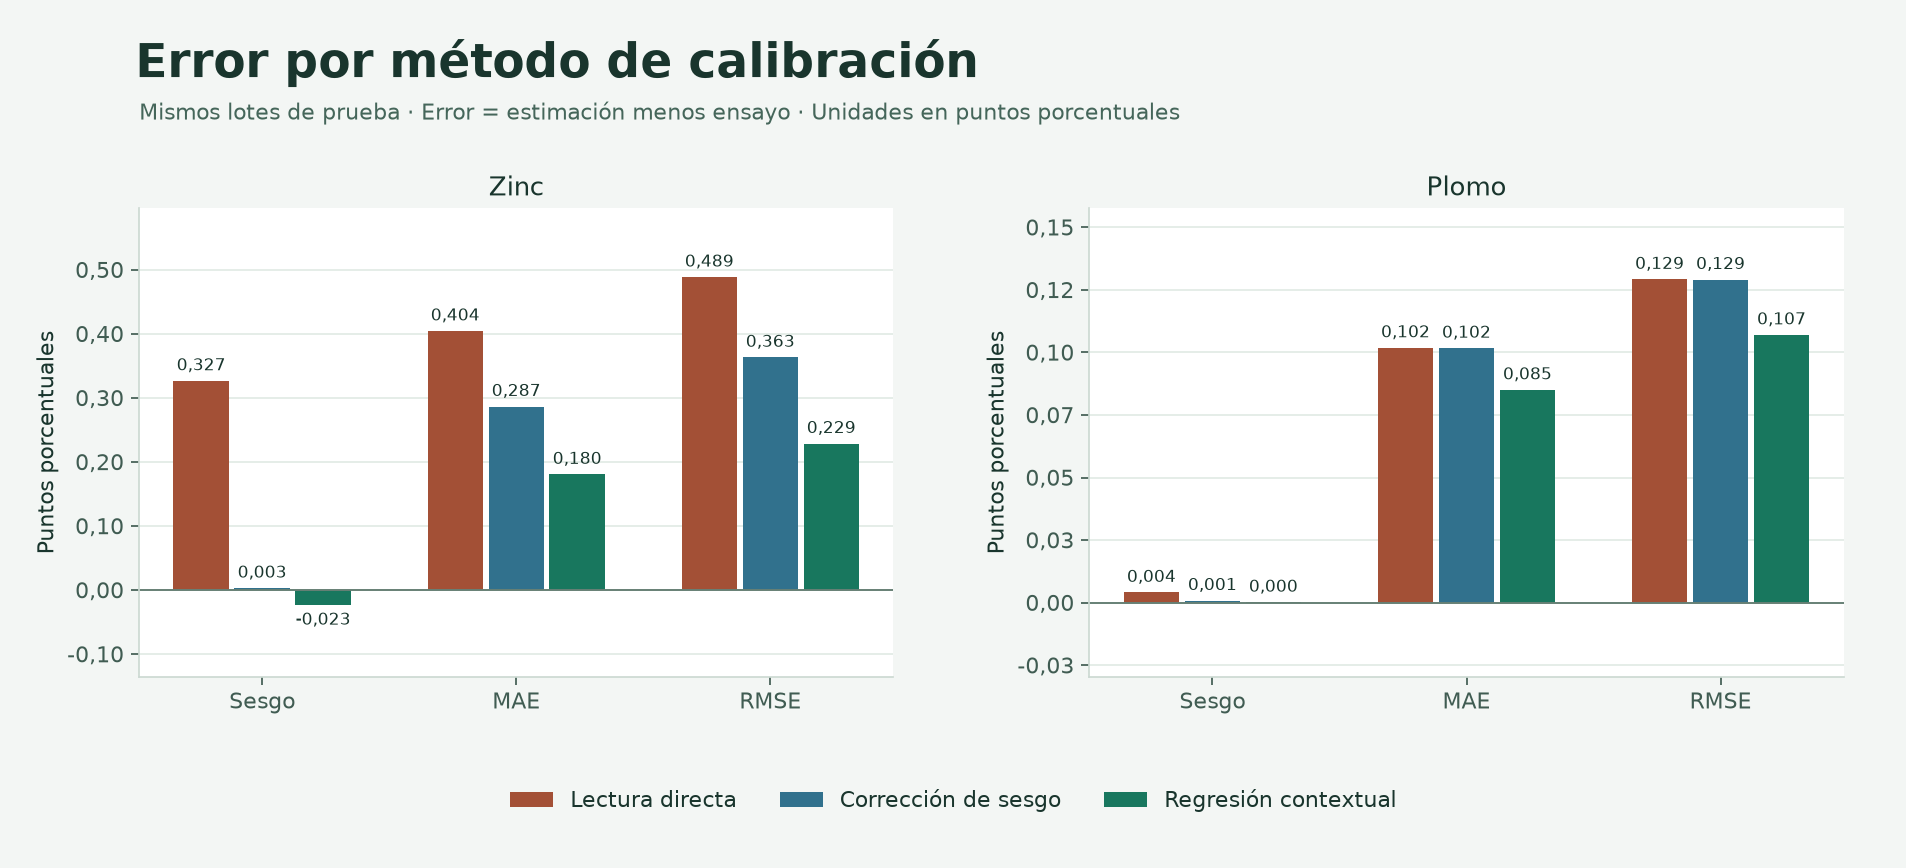 Error por método de calibración
Mismos lotes de prueba · Error = estimación menos ensayo · Unidades en puntos porcentuales
Zinc
Puntos porcentuales
0,50
0,40
0,30
0,20
0,10
0,00
-0,10
0,327
0,003
-0,023
0,404
0,287
0,180
0,489
0,363
0,229
Sesgo
MAE
RMSE
Plomo
Puntos porcentuales
0,15
0,12
0,10
0,07
0,05
0,03
0,00
-0,03
0,004
0,001
0,000
0,102
0,102
0,085
0,129
0,129
0,107
Sesgo
MAE
RMSE
Lectura directa
Corrección de sesgo
Regresión contextual